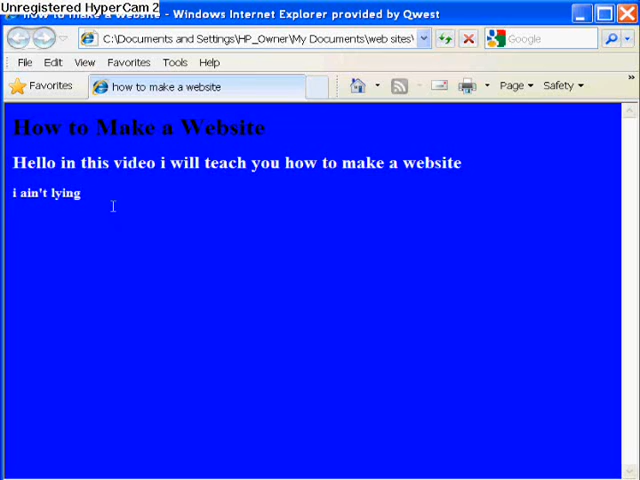 Unregistered HyperCam 2
how to make a website - Windows Internet Explorer provided by Qwest
C:\Documents and Settings\HP_Owner\My Documents\web sites\
Google
File Edit View Favorites Tools Help
Favorites
how to make a website
Page
Safety
»
How to Make a Website
Hello in this video i will teach you how to make a website
i ain't lying